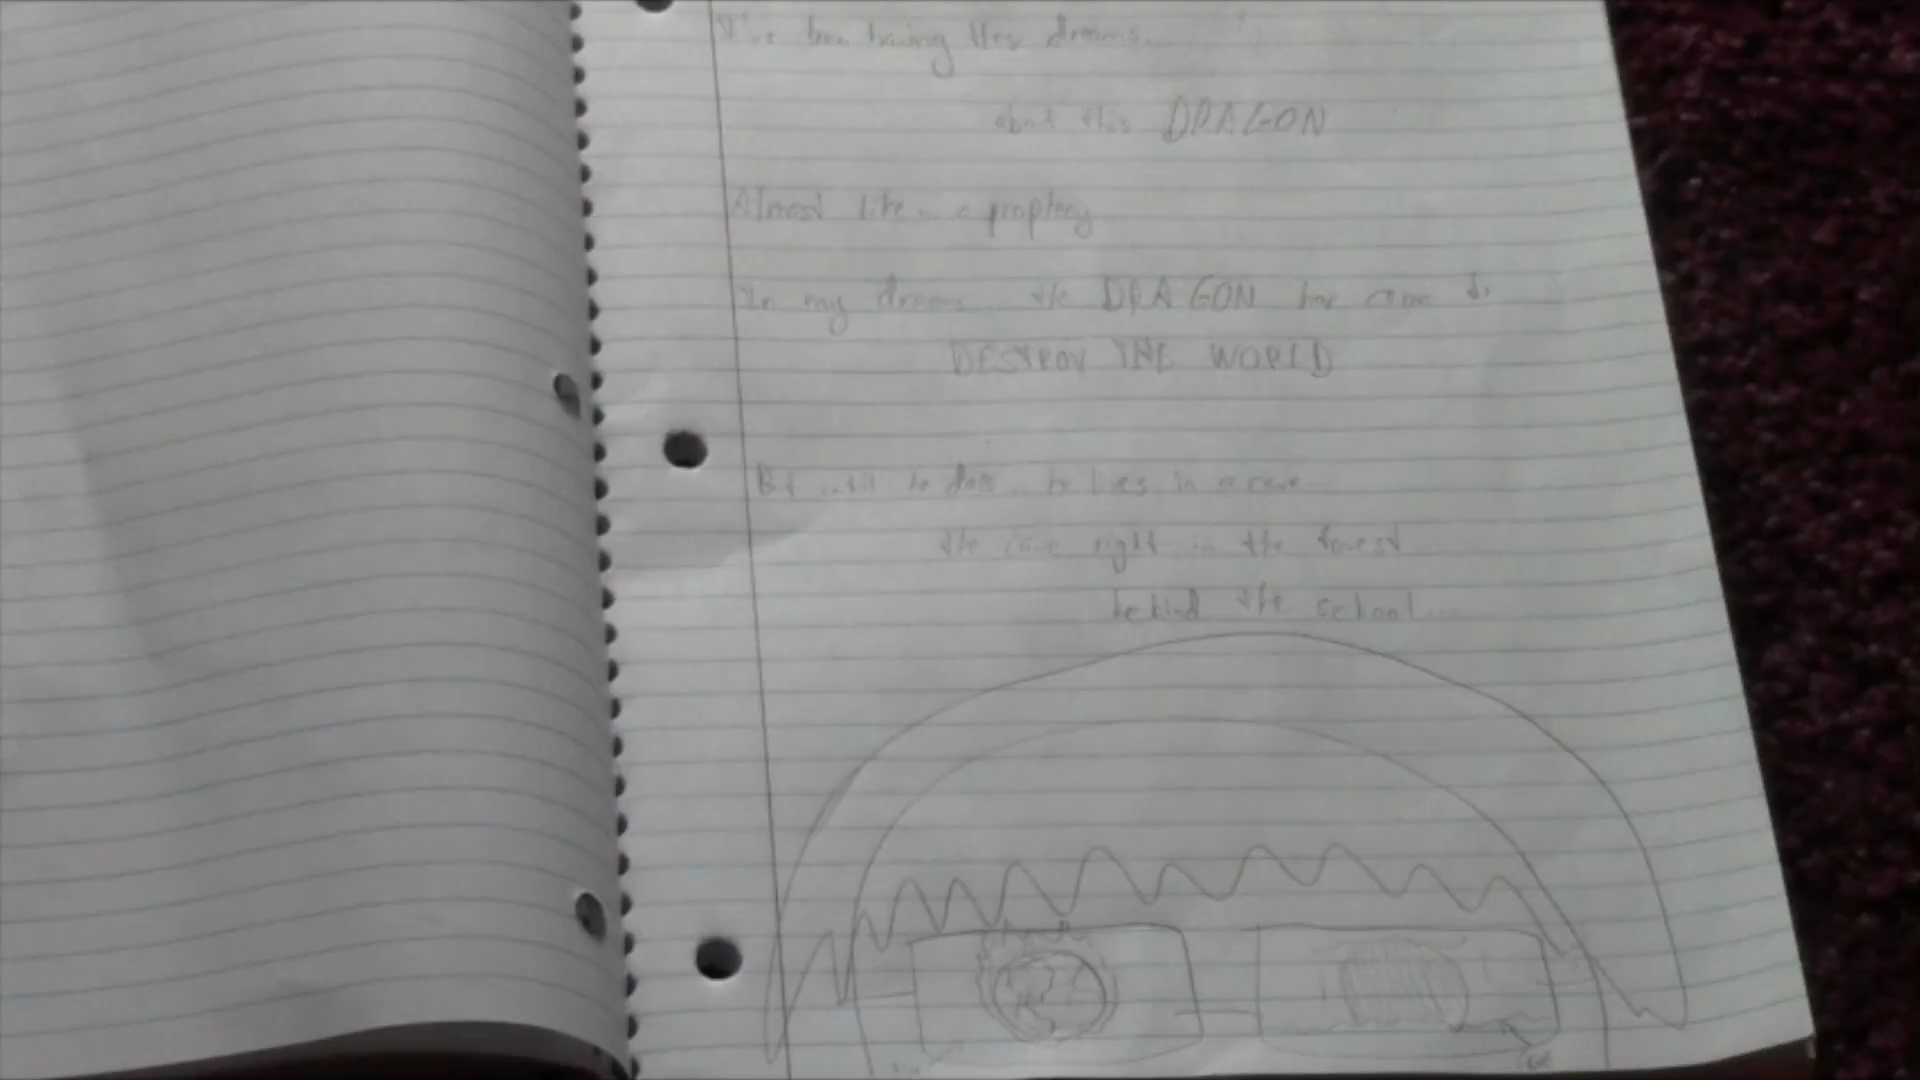 I've been having these dreams...
about this DRAGON
Almost like... a prophecy
In my dreams... the DRAGON has come to
DESTROY THE WORLD
But until he does... he lies in a cave...
the cave right in the forest
behind the school...